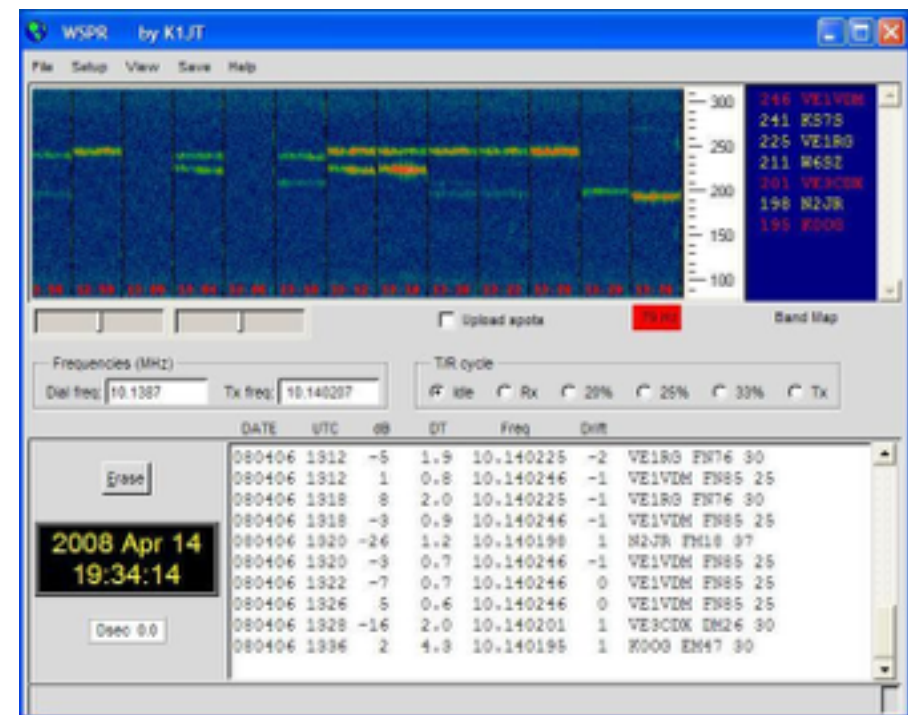 WSPR by K1JT
File Setup View Save Help
300
250
200
150
100
246 VE1VDM
241 KS7S
225 VE1RG
211 W6SZ
201 VE3CDK
198 N2JR
195 K0OG
Upload spots
Band Map
Frequencies (MHz)
Dial freq: 10.1387 Tx freq: 10.140207
T/R cycle
Idle Rx 20% 25% 33% Tx
DATE UTC dB DT Freq Drift
Erase
2008 Apr 14
19:34:14
Dsec 0.0
080406 1312 -5 1.9 10.140225 -2 VE1RG FN76 30
080406 1312 1 0.8 10.140246 -1 VE1VDM FN85 25
080406 1318 8 2.0 10.140225 -1 VE1RG FN76 30
080406 1318 -3 0.9 10.140246 -1 VE1VDM FN85 25
080406 1320 -26 1.2 10.140198 1 N2JR FM18 37
080406 1320 -3 0.7 10.140246 -1 VE1VDM FN85 25
080406 1322 -7 0.7 10.140246 0 VE1VDM FN85 25
080406 1326 5 0.6 10.140246 0 VE1VDM FN85 25
080406 1328 -16 2.0 10.140201 1 VE3CDK DM26 30
080406 1336 2 4.3 10.140195 1 K0OG EM47 30